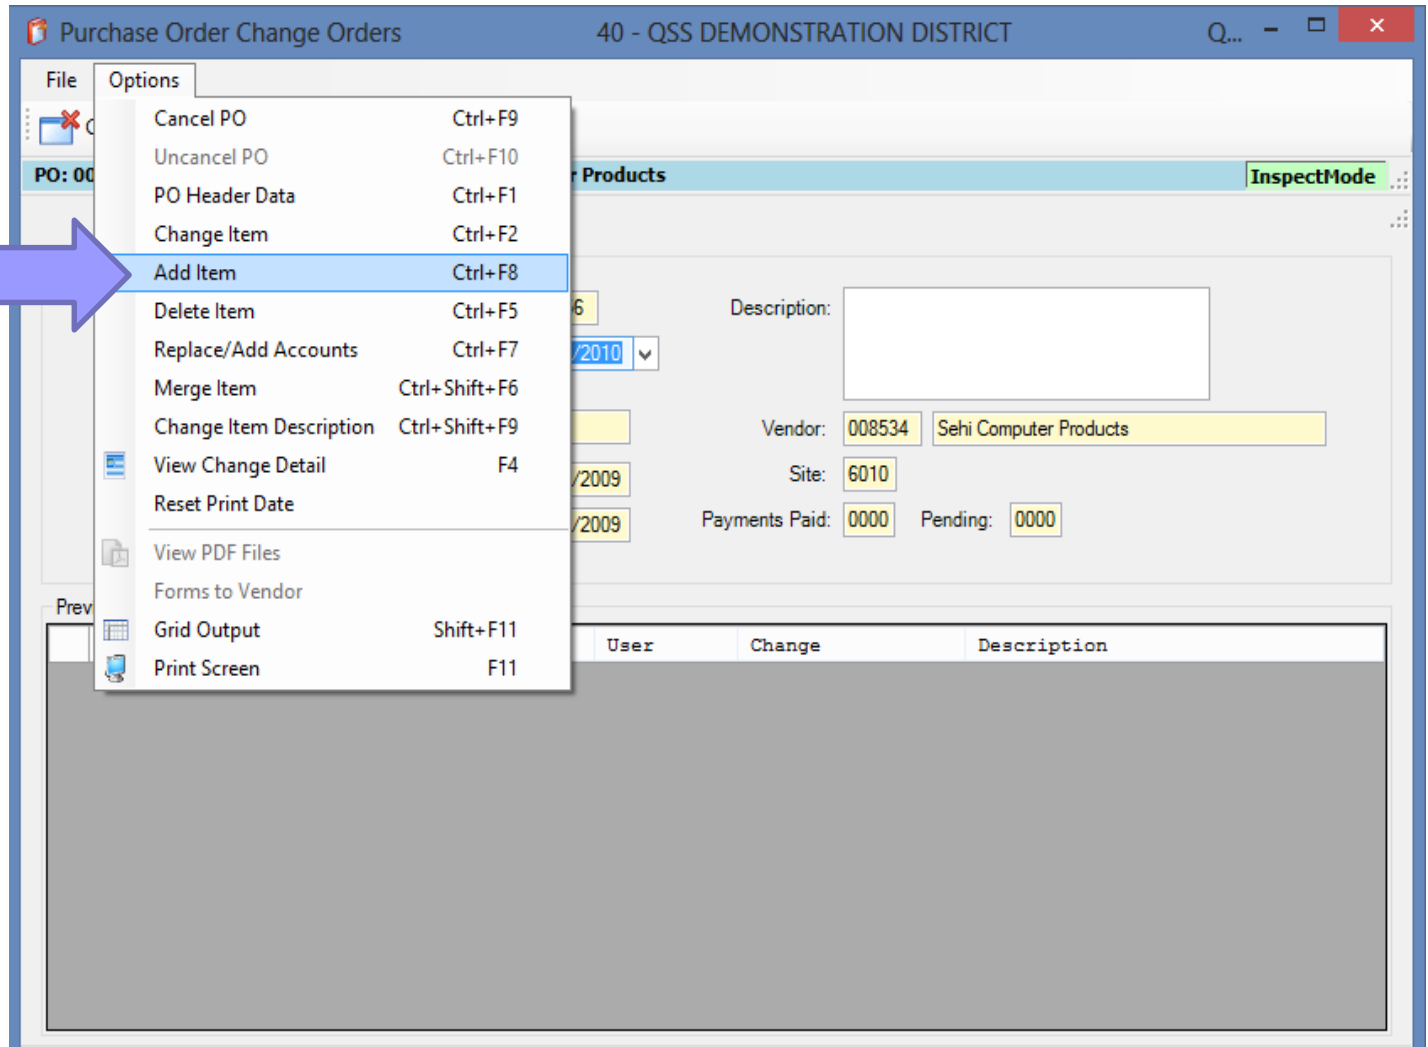 Purchase Order Change Orders 40 - QSS DEMONSTRATION DISTRICT Q...
File Options
Cancel PO Ctrl+F9
Uncancel PO Ctrl+F10
PO: 00 r Products InspectMode
PO Header Data Ctrl+F1
Change Item Ctrl+F2
Add Item Ctrl+F8
Delete Item Ctrl+F5
6 Description:
Replace/Add Accounts Ctrl+F7
/2010
Merge Item Ctrl+Shift+F6
Change Item Description Ctrl+Shift+F9
Vendor: 008534 Sehi Computer Products
View Change Detail F4
/2009 Site: 6010
Reset Print Date
/2009 Payments Paid: 0000 Pending: 0000
View PDF Files
Forms to Vendor
Previ
Grid Output Shift+F11
User Change Description
Print Screen F11